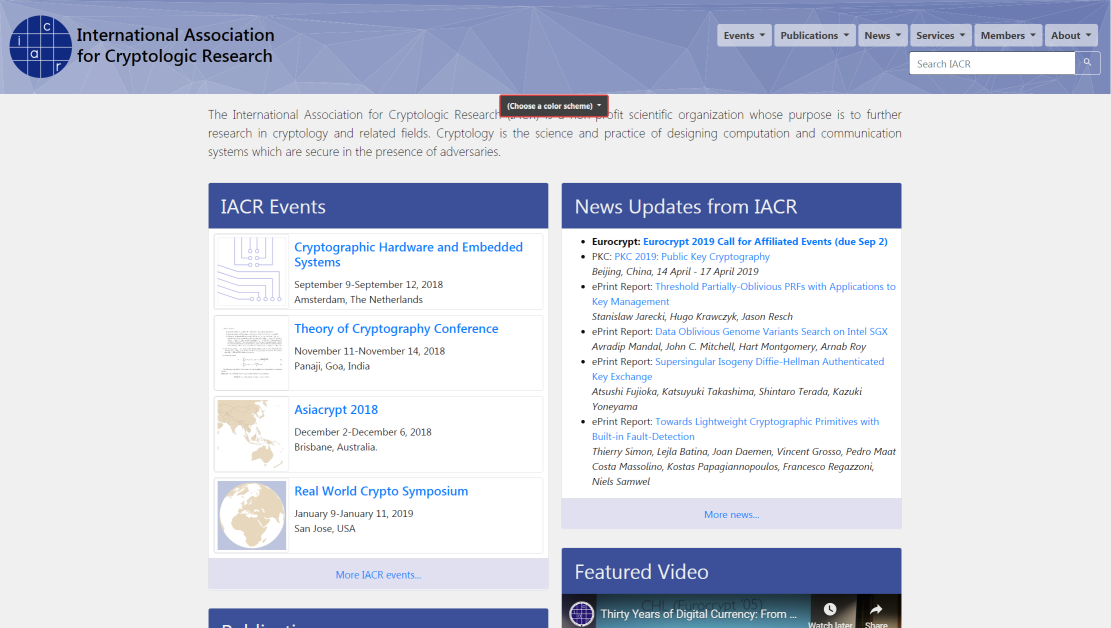 c
i
a
r
International Association
for Cryptologic Research
Events
Publications
News
Services
Members
About
Search IACR
(Choose a color scheme)
The International Association for Cryptologic Research is a non-profit scientific organization whose purpose is to further
research in cryptology and related fields. Cryptology is the science and practice of designing computation and communication
systems which are secure in the presence of adversaries.
IACR Events
Cryptographic Hardware and Embedded
Systems
September 9-September 12, 2018
Amsterdam, The Netherlands
Theory of Cryptography Conference
November 11-November 14, 2018
Panaji, Goa, India
Asiacrypt 2018
December 2-December 6, 2018
Brisbane, Australia.
Real World Crypto Symposium
January 9-January 11, 2019
San Jose, USA
More IACR events...
News Updates from IACR
Eurocrypt: Eurocrypt 2019 Call for Affiliated Events (due Sep 2)
PKC: PKC 2019: Public Key Cryptography
Beijing, China, 14 April - 17 April 2019
ePrint Report: Threshold Partially-Oblivious PRFs with Applications to
Key Management
Stanislaw Jarecki, Hugo Krawczyk, Jason Resch
ePrint Report: Data Oblivious Genome Variants Search on Intel SGX
Avradip Mandal, John C. Mitchell, Hart Montgomery, Arnab Roy
ePrint Report: Supersingular Isogeny Diffie-Hellman Authenticated
Key Exchange
Atsushi Fujioka, Katsuyuki Takashima, Shintaro Terada, Kazuki
Yoneyama
ePrint Report: Towards Lightweight Cryptographic Primitives with
Built-in Fault-Detection
Thierry Simon, Lejla Batina, Joan Daemen, Vincent Grosso, Pedro Maat
Costa Massolino, Kostas Papagiannopoulos, Francesco Regazzoni,
Niels Samwel
More news...
Featured Video
CHL (Eurocrypt '05)
Thirty Years of Digital Currency: From ...
Watch later
Share